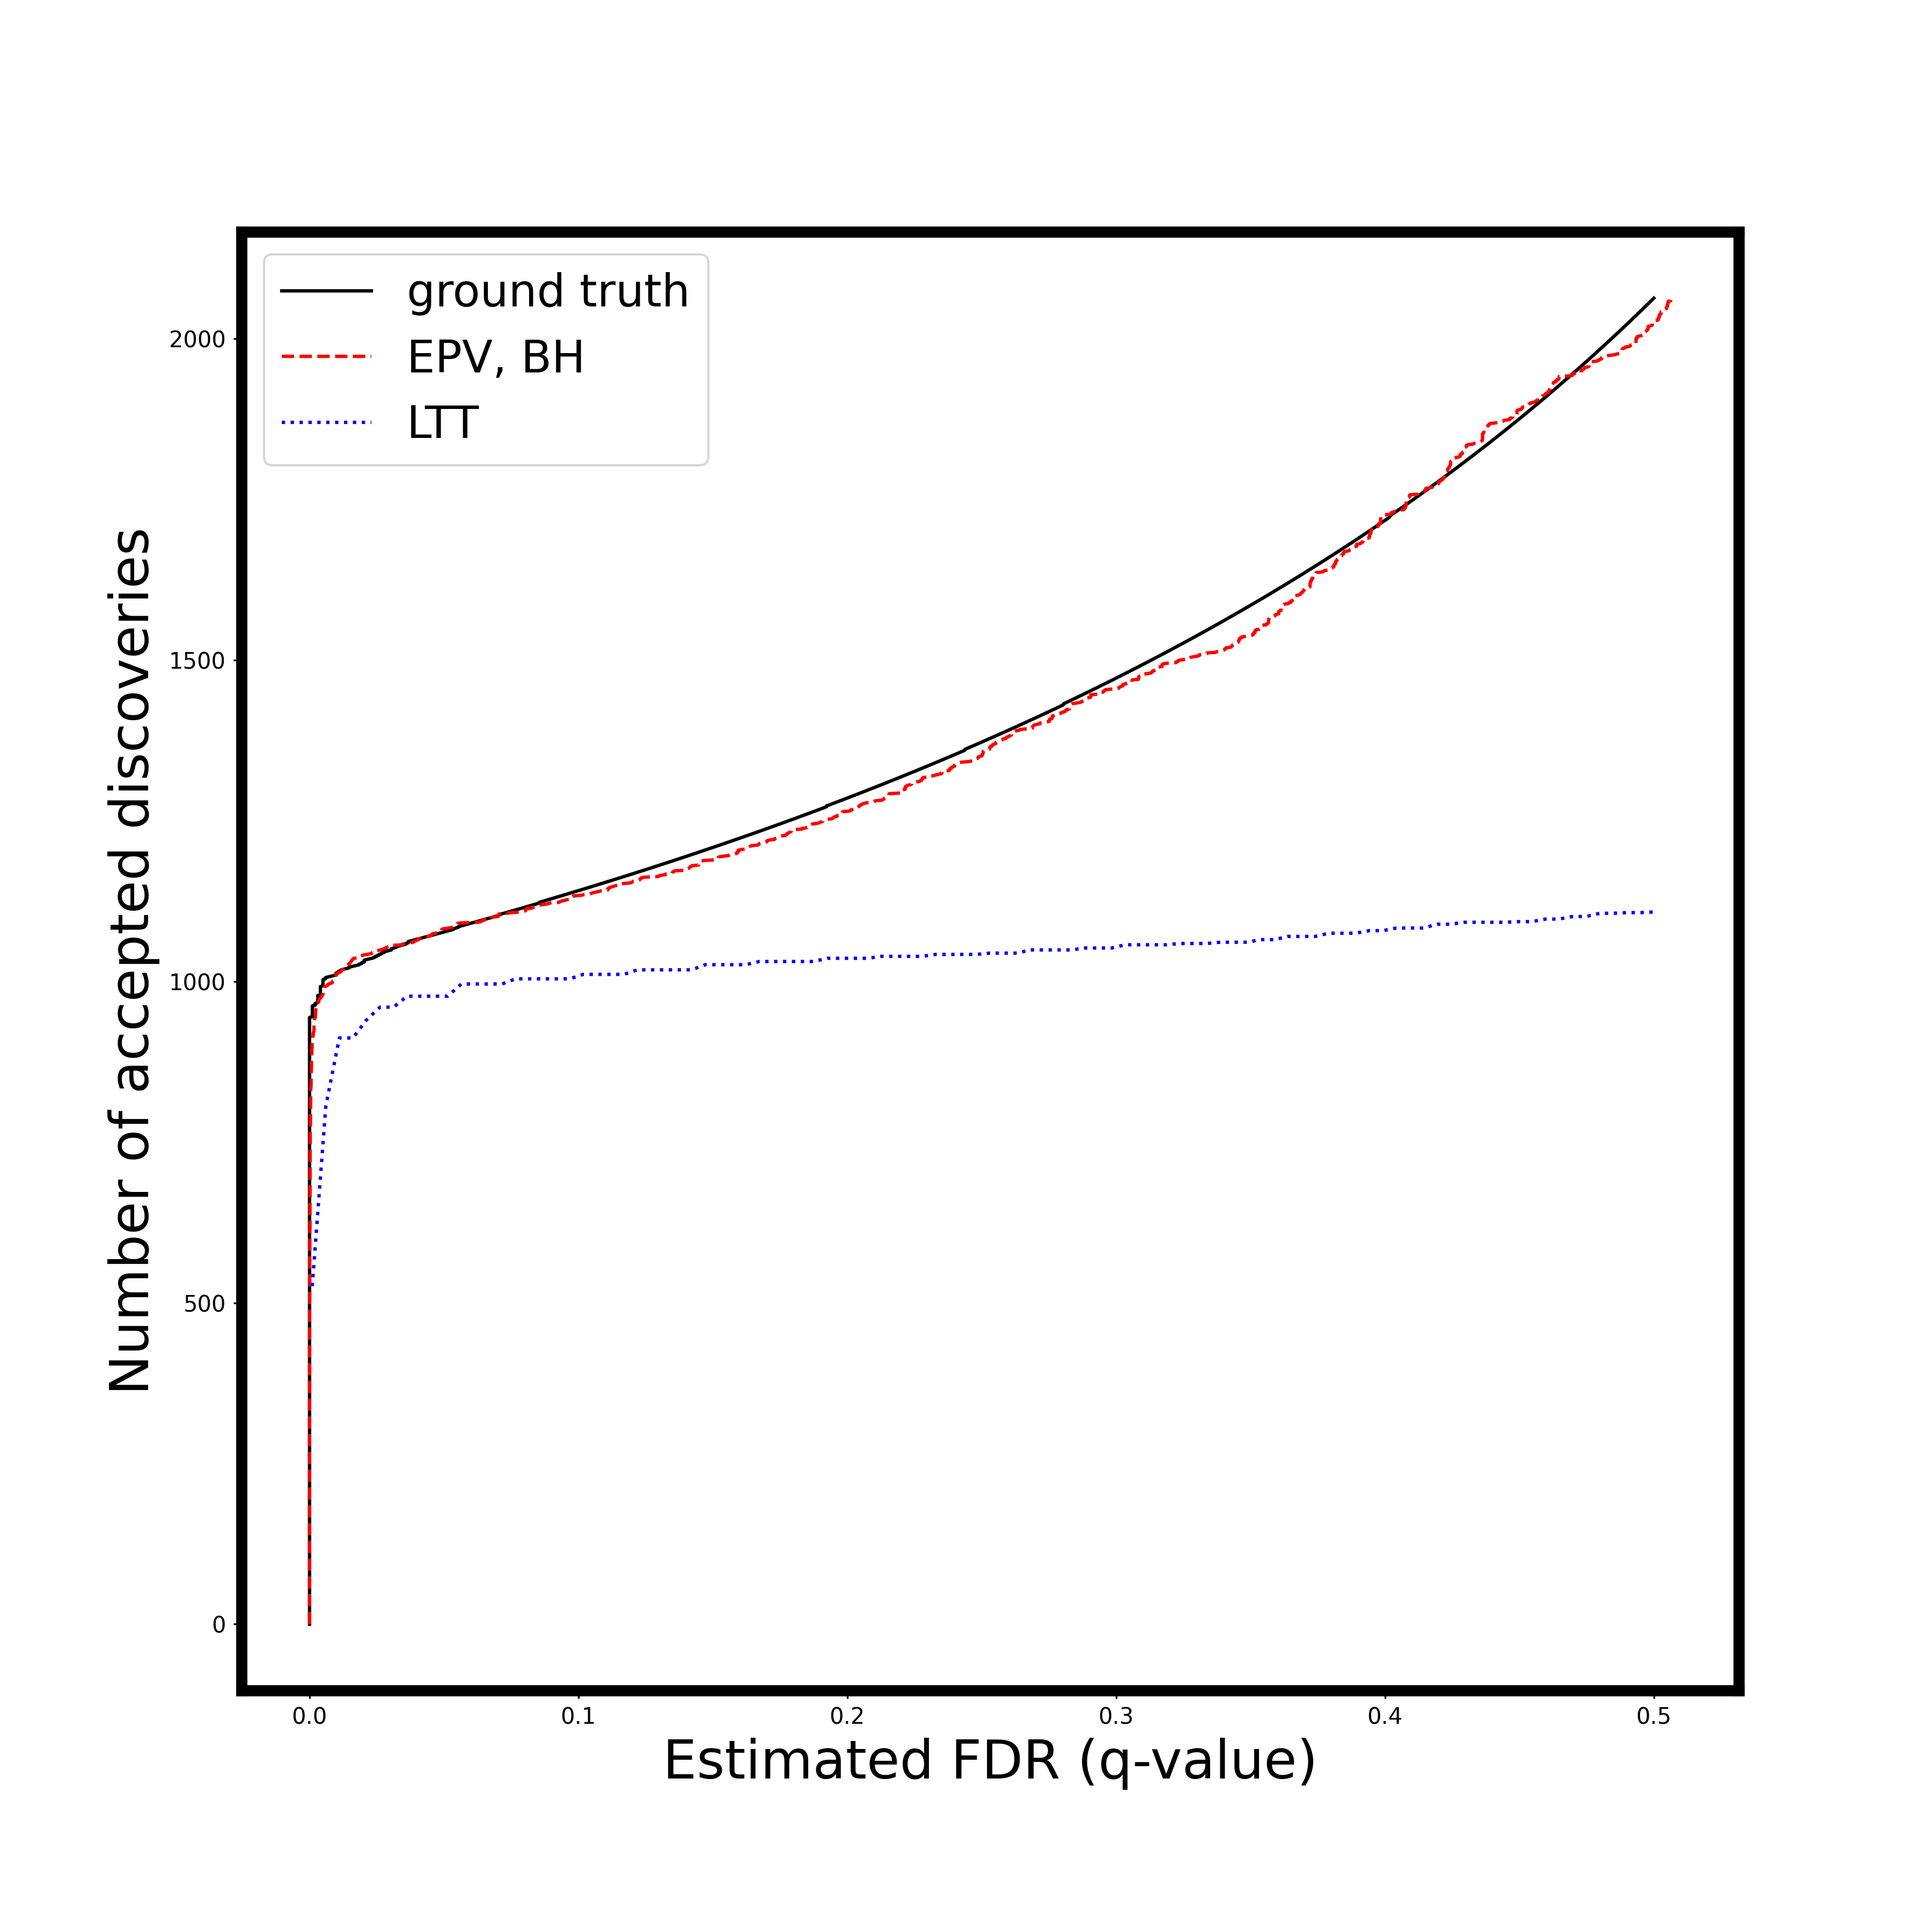 ground truth
EPV, BH
LTT
Number of accepted discoveries
2000
1500
1000
500
0
0.0 0.1 0.2 0.3 0.4 0.5
Estimated FDR (q-value)